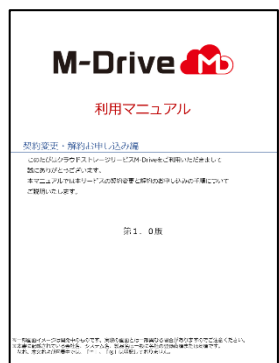 M-Drive M
利用マニュアル
契約変更・解約お申し込み編
このたびはクラウドストレージサービスM-Driveをご利用いただきまして
誠にありがとうございます。
本マニュアルでは本サービスの契約変更と解約のお申し込みの手順について
ご説明いたします。
第1.0版